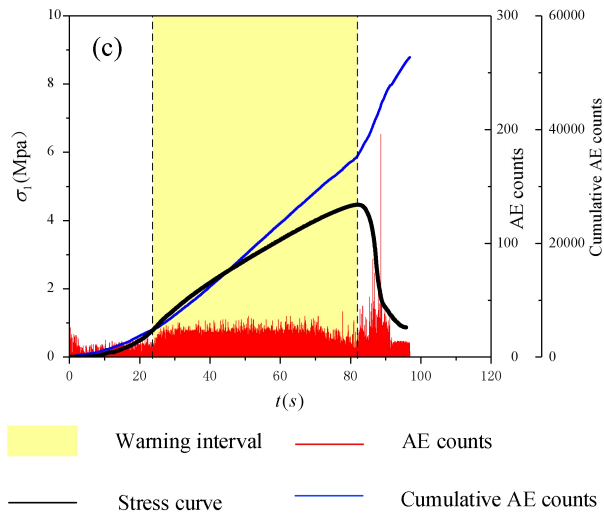 (c)
10
8
6
4
2
0
σ₁(Mpa)
0 20 40 60 80 100 120
t(s)
300
200
100
0
AE counts
60000
40000
20000
0
Cumulative AE counts
Warning interval
AE counts
Stress curve
Cumulative AE counts